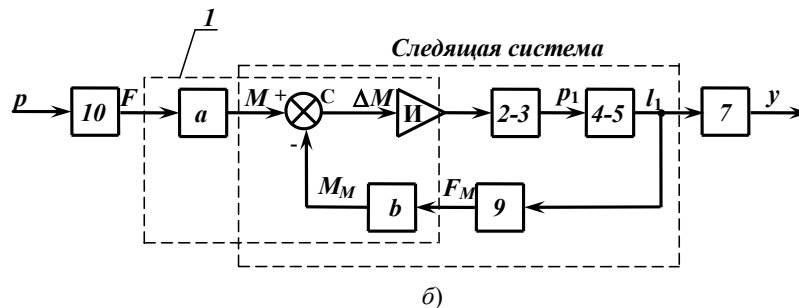 1
Следящая система
p 10 F a M + C ΔM И 2-3 p1 4-5 l1 7 y
-
MM b FM 9
б)